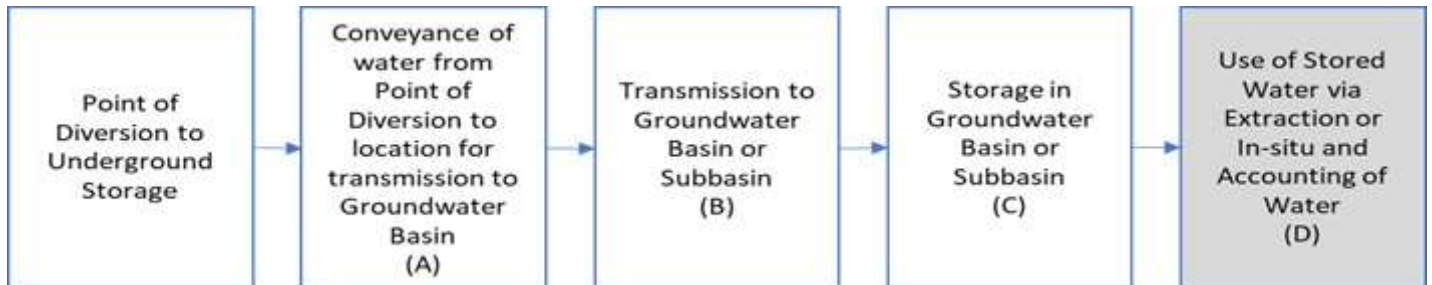 Point of
Diversion to
Underground
Storage
Conveyance of
water from
Point of
Diversion to
location for
transmission to
Groundwater
Basin
(A)
Transmission to
Groundwater
Basin or
Subbasin
(B)
Storage in
Groundwater
Basin or
Subbasin
(C)
Use of Stored
Water via
Extraction or
In-situ and
Accounting of
Water
(D)